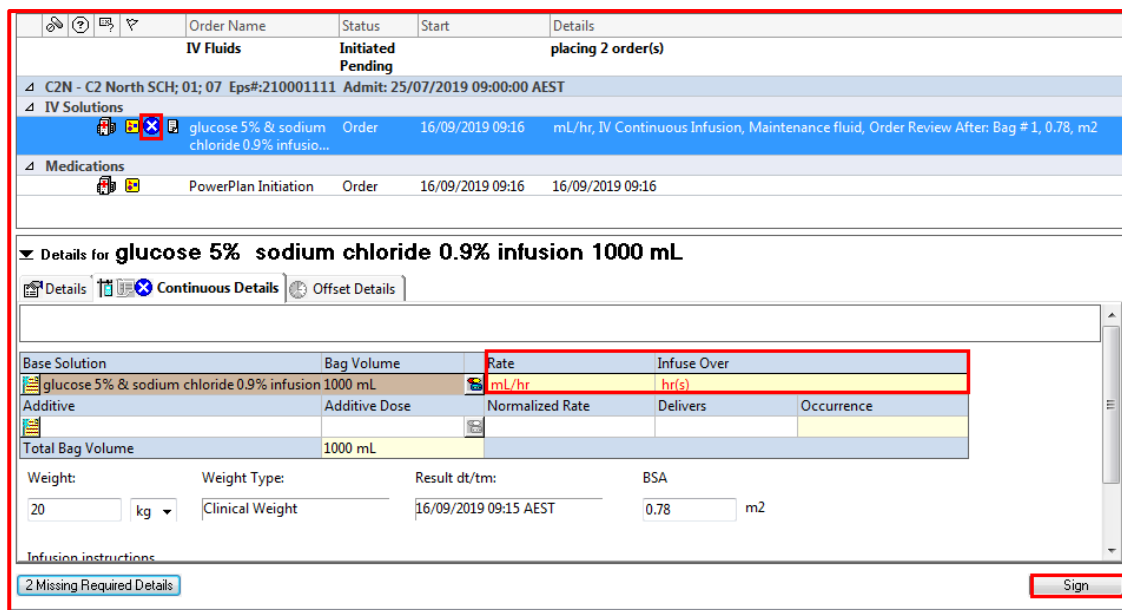 Order Name Status Start Details
IV Fluids Initiated placing 2 order(s)
Pending
C2N - C2 North SCH; 01; 07 Eps#:210001111 Admit: 25/07/2019 09:00:00 AEST
IV Solutions
glucose 5% & sodium Order 16/09/2019 09:16 mL/hr, IV Continuous Infusion, Maintenance fluid, Order Review After: Bag # 1, 0.78, m2
chloride 0.9% infusio...
Medications
PowerPlan Initiation Order 16/09/2019 09:16 16/09/2019 09:16
Details for glucose 5% sodium chloride 0.9% infusion 1000 mL
Details Continuous Details Offset Details
Base Solution Bag Volume Rate Infuse Over
glucose 5% & sodium chloride 0.9% infusion 1000 mL mL/hr hr(s)
Additive Additive Dose Normalized Rate Delivers Occurrence
Total Bag Volume 1000 mL
Weight: Weight Type: Result dt/tm: BSA
20 kg Clinical Weight 16/09/2019 09:15 AEST 0.78 m2
Infusion instructions
2 Missing Required Details Sign